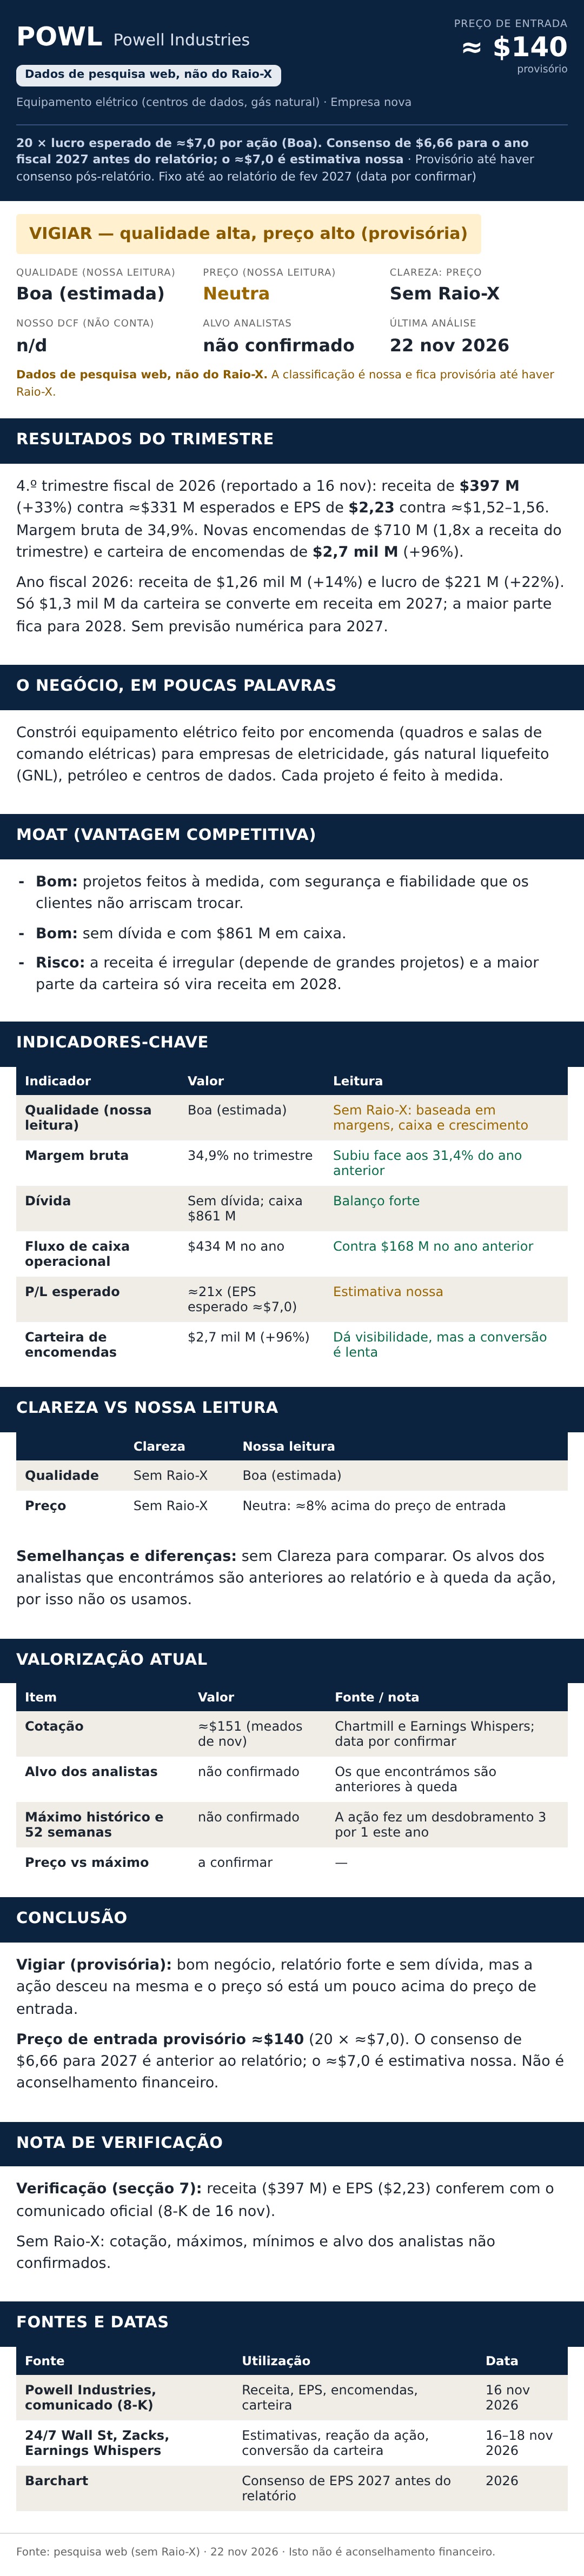 POWL Powell Industries
PREÇO DE ENTRADA
≈ $140
provisório
Dados de pesquisa web, não do Raio-X
Equipamento elétrico (centros de dados, gás natural) · Empresa nova
20 × lucro esperado de ≈$7,0 por ação (Boa). Consenso de $6,66 para o ano
fiscal 2027 antes do relatório; o ≈$7,0 é estimativa nossa · Provisório até haver
consenso pós-relatório. Fixo até ao relatório de fev 2027 (data por confirmar)
VIGIAR — qualidade alta, preço alto (provisória)
QUALIDADE (NOSSA LEITURA) PREÇO (NOSSA LEITURA) CLAREZA: PREÇO
Boa (estimada) Neutra Sem Raio-X
NOSSO DCF (NÃO CONTA) ALVO ANALISTAS ÚLTIMA ANÁLISE
n/d não confirmado 22 nov 2026
Dados de pesquisa web, não do Raio-X. A classificação é nossa e fica provisória até haver
Raio-X.
RESULTADOS DO TRIMESTRE
4.º trimestre fiscal de 2026 (reportado a 16 nov): receita de $397 M
(+33%) contra ≈$331 M esperados e EPS de $2,23 contra ≈$1,52–1,56.
Margem bruta de 34,9%. Novas encomendas de $710 M (1,8x a receita do
trimestre) e carteira de encomendas de $2,7 mil M (+96%).
Ano fiscal 2026: receita de $1,26 mil M (+14%) e lucro de $221 M (+22%).
Só $1,3 mil M da carteira se converte em receita em 2027; a maior parte
fica para 2028. Sem previsão numérica para 2027.
O NEGÓCIO, EM POUCAS PALAVRAS
Constrói equipamento elétrico feito por encomenda (quadros e salas de
comando elétricas) para empresas de eletricidade, gás natural liquefeito
(GNL), petróleo e centros de dados. Cada projeto é feito à medida.
MOAT (VANTAGEM COMPETITIVA)
- Bom: projetos feitos à medida, com segurança e fiabilidade que os
clientes não arriscam trocar.
- Bom: sem dívida e com $861 M em caixa.
- Risco: a receita é irregular (depende de grandes projetos) e a maior
parte da carteira só vira receita em 2028.
INDICADORES-CHAVE
Indicador Valor Leitura
Qualidade (nossa Boa (estimada) Sem Raio-X: baseada em
leitura) margens, caixa e crescimento
Margem bruta 34,9% no trimestre Subiu face aos 31,4% do ano
anterior
Dívida Sem dívida; caixa Balanço forte
$861 M
Fluxo de caixa $434 M no ano Contra $168 M no ano anterior
operacional
P/L esperado ≈21x (EPS Estimativa nossa
esperado ≈$7,0)
Carteira de $2,7 mil M (+96%) Dá visibilidade, mas a conversão
encomendas é lenta
CLAREZA VS NOSSA LEITURA
Clareza Nossa leitura
Qualidade Sem Raio-X Boa (estimada)
Preço Sem Raio-X Neutra: ≈8% acima do preço de entrada
Semelhanças e diferenças: sem Clareza para comparar. Os alvos dos
analistas que encontrámos são anteriores ao relatório e à queda da ação,
por isso não os usamos.
VALORIZAÇÃO ATUAL
Item Valor Fonte / nota
Cotação ≈$151 (meados Chartmill e Earnings Whispers;
de nov) data por confirmar
Alvo dos analistas não confirmado Os que encontrámos são
anteriores à queda
Máximo histórico e não confirmado A ação fez um desdobramento 3
52 semanas por 1 este ano
Preço vs máximo a confirmar —
CONCLUSÃO
Vigiar (provisória): bom negócio, relatório forte e sem dívida, mas a
ação desceu na mesma e o preço só está um pouco acima do preço de
entrada.
Preço de entrada provisório ≈$140 (20 × ≈$7,0). O consenso de
$6,66 para 2027 é anterior ao relatório; o ≈$7,0 é estimativa nossa. Não é
aconselhamento financeiro.
NOTA DE VERIFICAÇÃO
Verificação (secção 7): receita ($397 M) e EPS ($2,23) conferem com o
comunicado oficial (8-K de 16 nov).
Sem Raio-X: cotação, máximos, mínimos e alvo dos analistas não
confirmados.
FONTES E DATAS
Fonte Utilização Data
Powell Industries, Receita, EPS, encomendas, 16 nov
comunicado (8-K) carteira 2026
24/7 Wall St, Zacks, Estimativas, reação da ação, 16–18 nov
Earnings Whispers conversão da carteira 2026
Barchart Consenso de EPS 2027 antes do 2026
relatório
Fonte: pesquisa web (sem Raio-X) · 22 nov 2026 · Isto não é aconselhamento financeiro.